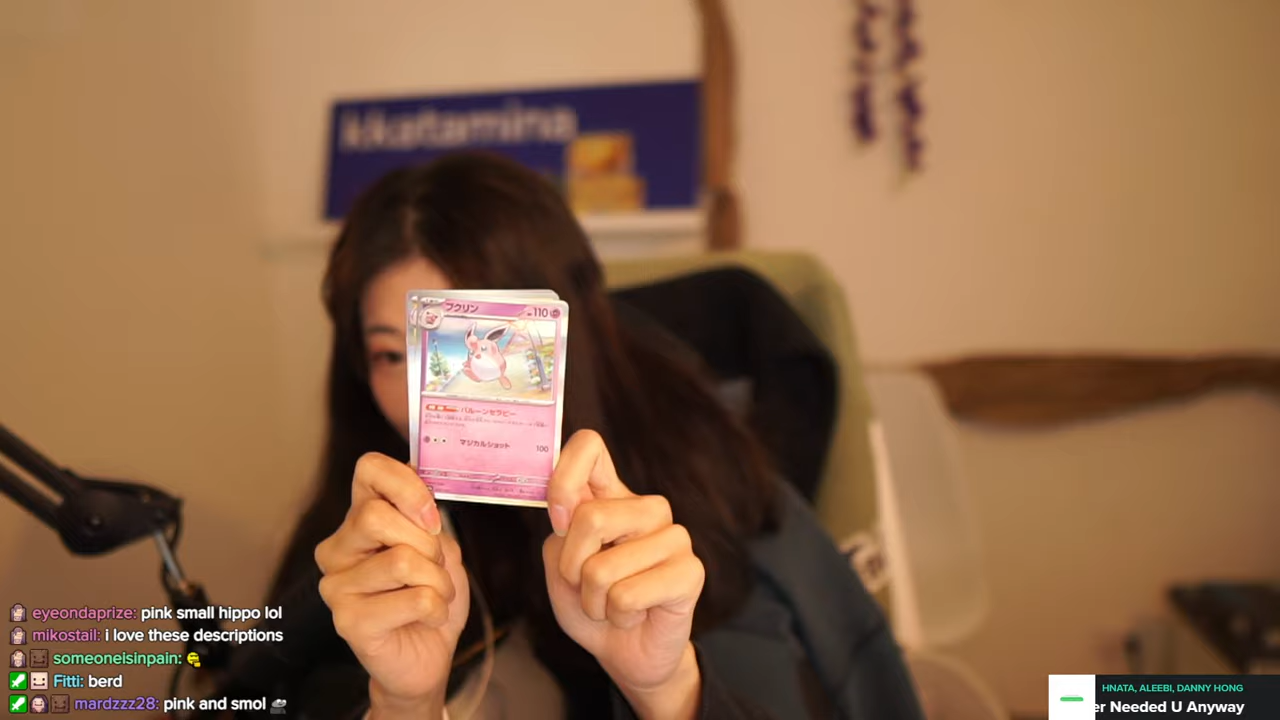 kkatamina
プクリン 110
バルーンセラピー
マジカルショット 100
eyeondaprize: pink small hippo lol
mikostail: i love these descriptions
someoneisinpain:
Fitti: berd
mardzzz28: pink and smol
HNATA, ALEEBI, DANNY HONG
er Needed U Anyway